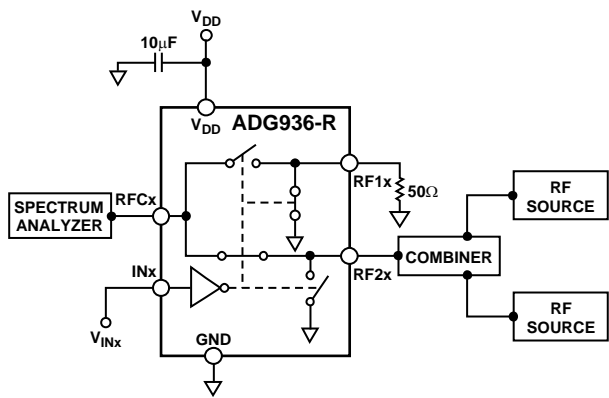 VDD
10µF
VDD
ADG936-R
RFCx
RF1x
50Ω
SPECTRUM
ANALYZER
RF
SOURCE
COMBINER
INx
RF2x
VINx
GND
RF
SOURCE